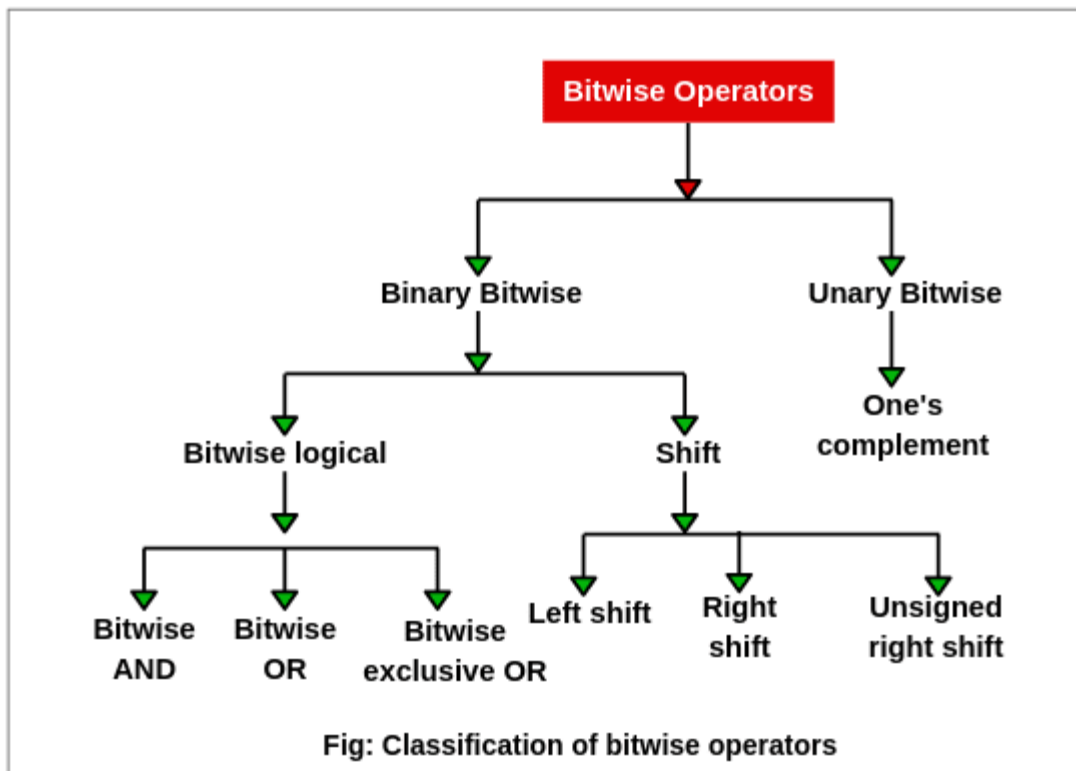 Bitwise Operators
Binary Bitwise
Unary Bitwise
One's
complement
Bitwise logical
Shift
Bitwise
AND
Bitwise
OR
Bitwise
exclusive OR
Left shift
Right
shift
Unsigned
right shift
Fig: Classification of bitwise operators